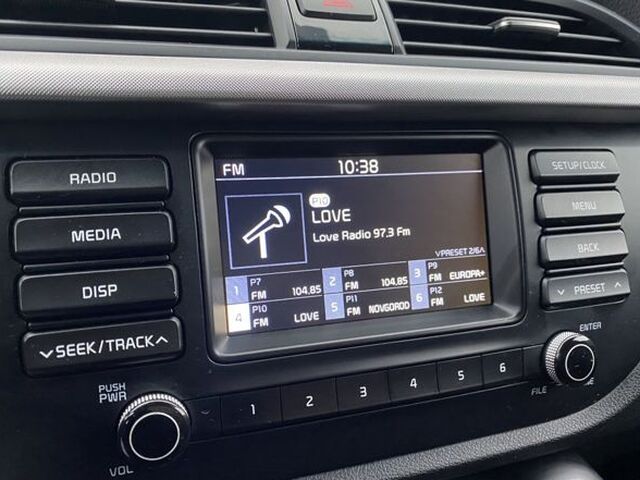 FM 10:38
P10
LOVE
Love Radio 97.3 Fm
˅PRESET 2/6˄
1 P7 FM 104.85
2 P8 FM 104.85
3 P9 FM EUROPA+
4 P10 FM LOVE
5 P11 FM NOVGOROD
6 P12 FM LOVE
RADIO
MEDIA
DISP
˅SEEK/TRACK˄
SETUP/CLOCK
MENU
BACK
˅ PRESET ˄
PUSH
PWR
VOL
1 2 3 4 5 6
ENTER
FILE